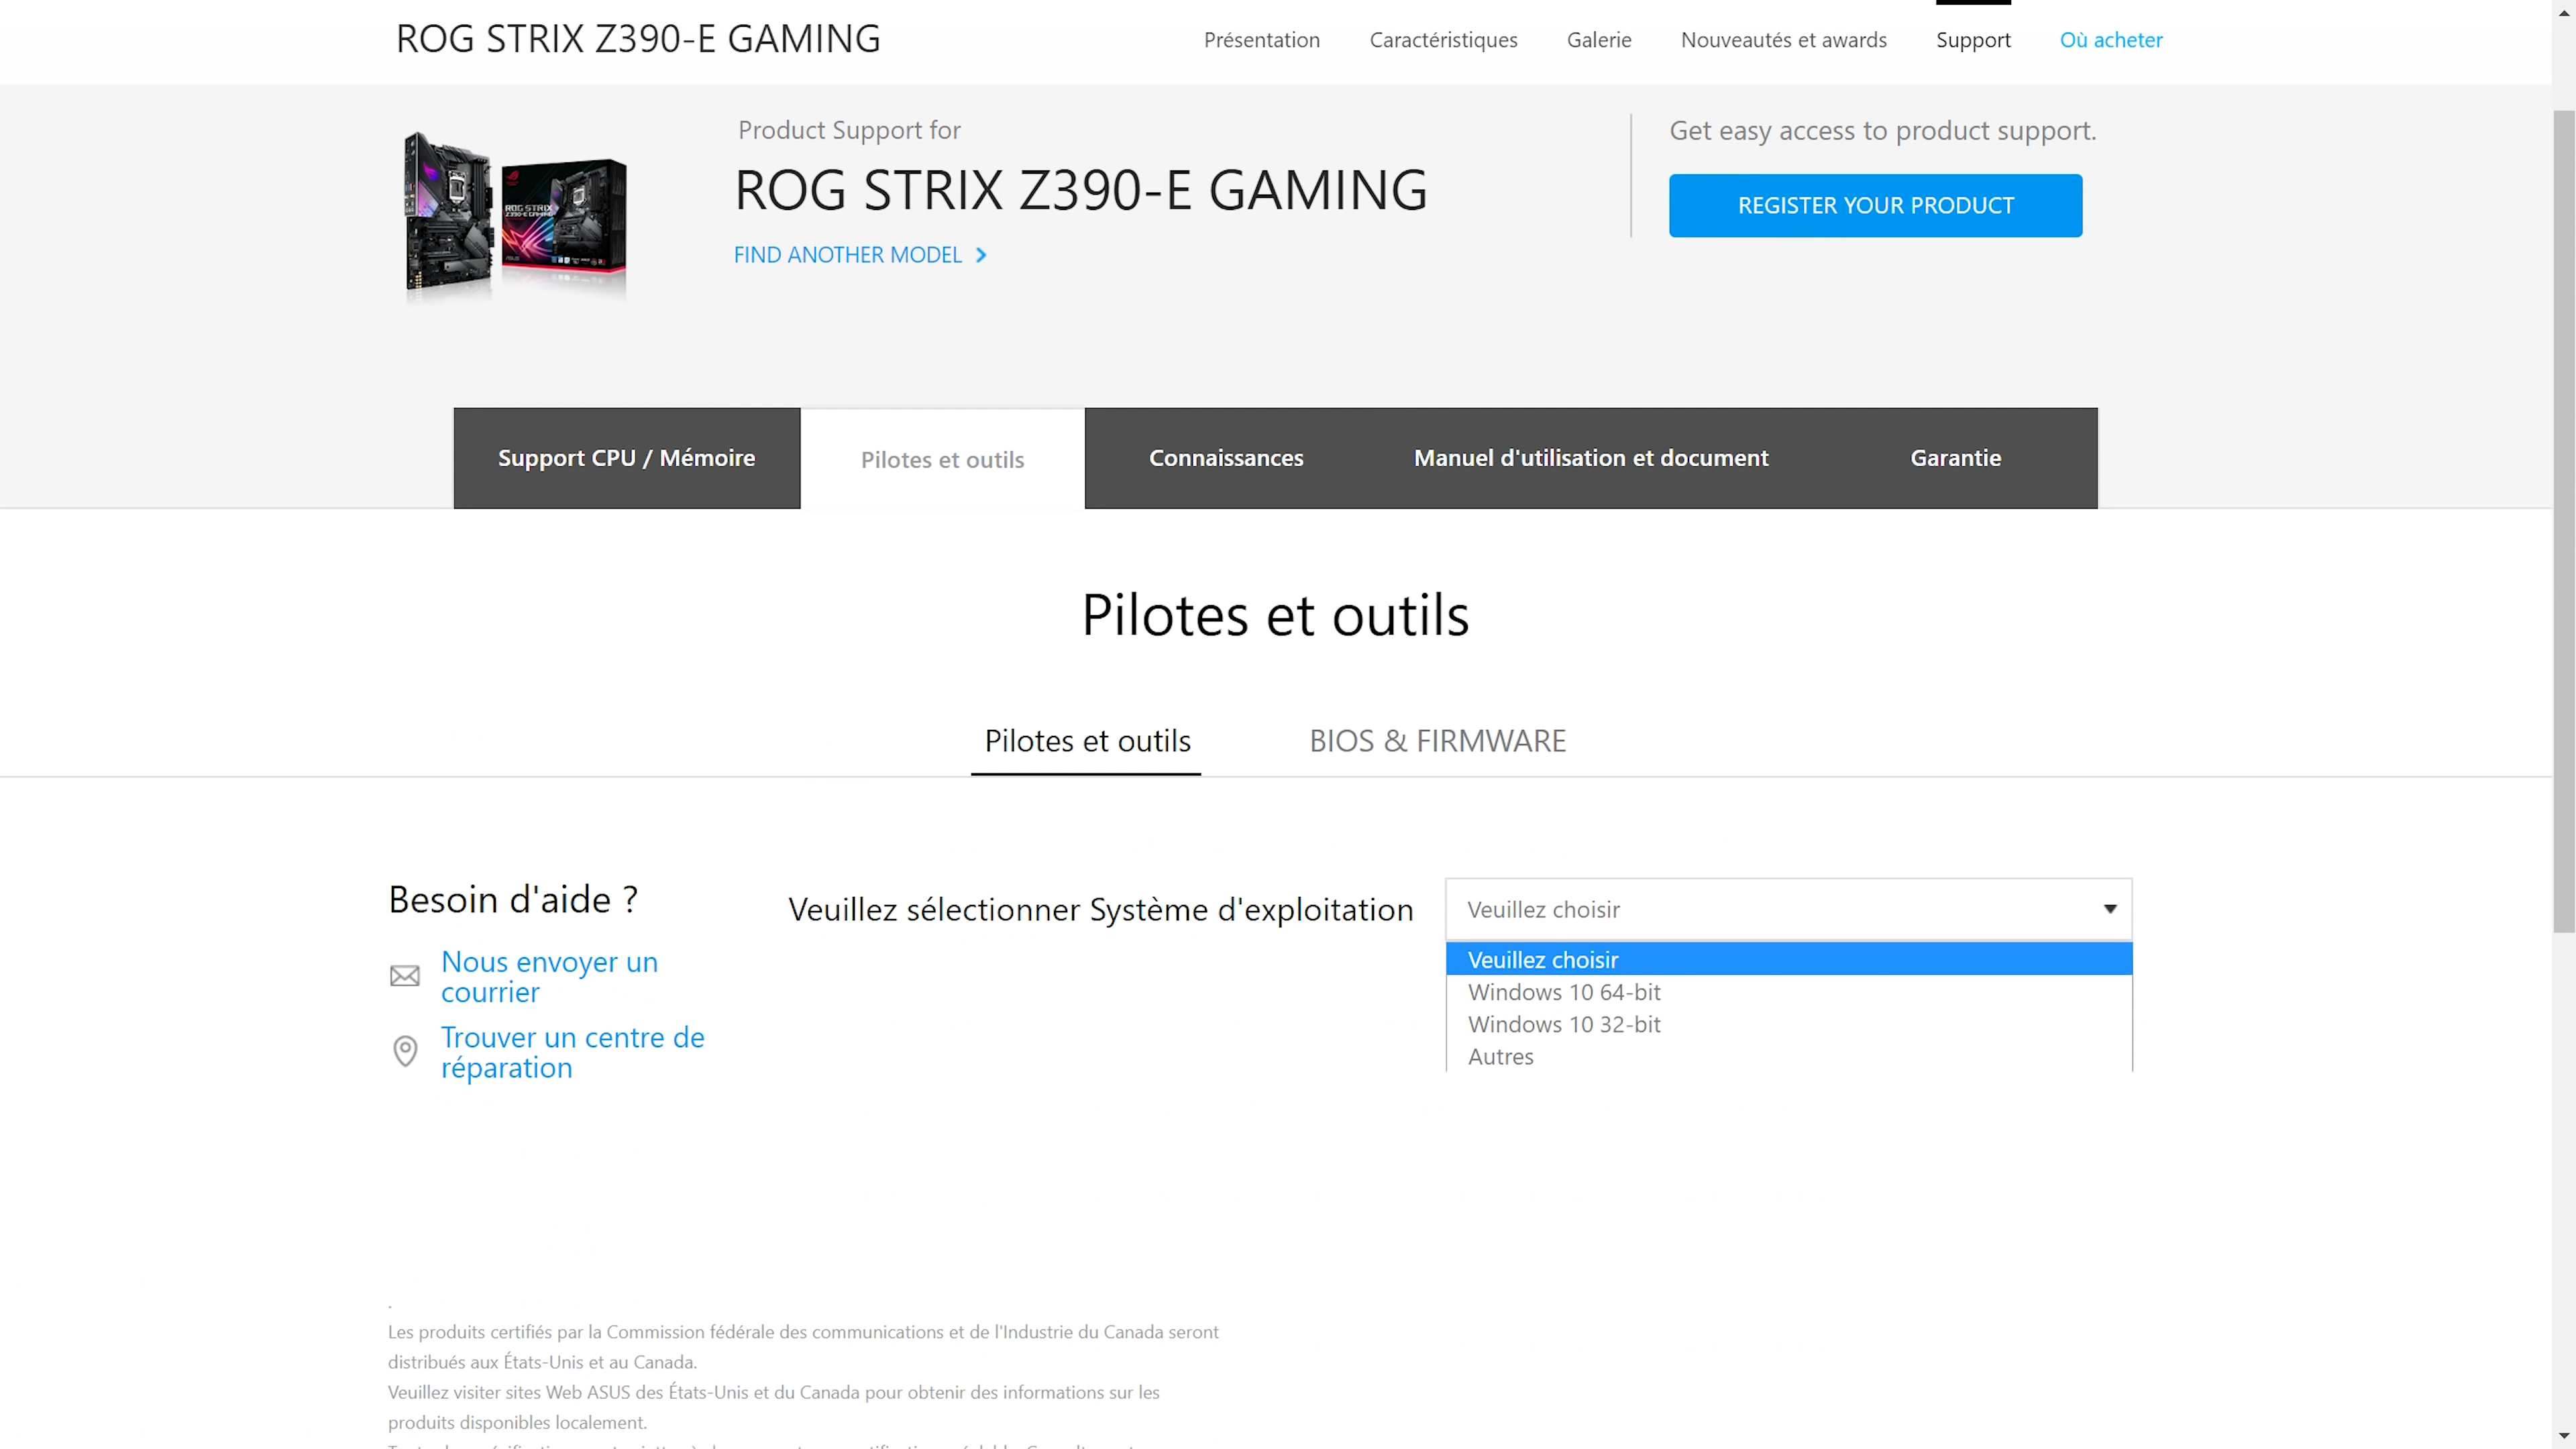 ROG STRIX Z390-E GAMING
Présentation
Caractéristiques
Galerie
Nouveautés et awards
Support
Où acheter
Product Support for
ROG STRIX Z390-E GAMING
FIND ANOTHER MODEL
Get easy access to product support.
REGISTER YOUR PRODUCT
ROG STRIX
Z390-E GAMING
Support CPU / Mémoire
Pilotes et outils
Connaissances
Manuel d'utilisation et document
Garantie
Pilotes et outils
Pilotes et outils
BIOS & FIRMWARE
Besoin d'aide ?
Nous envoyer un
courrier
Trouver un centre de
réparation
Veuillez sélectionner Système d'exploitation
Veuillez choisir
Veuillez choisir
Windows 10 64-bit
Windows 10 32-bit
Autres
.
Les produits certifiés par la Commission fédérale des communications et de l'Industrie du Canada seront
distribués aux États-Unis et au Canada.
Veuillez visiter sites Web ASUS des États-Unis et du Canada pour obtenir des informations sur les
produits disponibles localement.